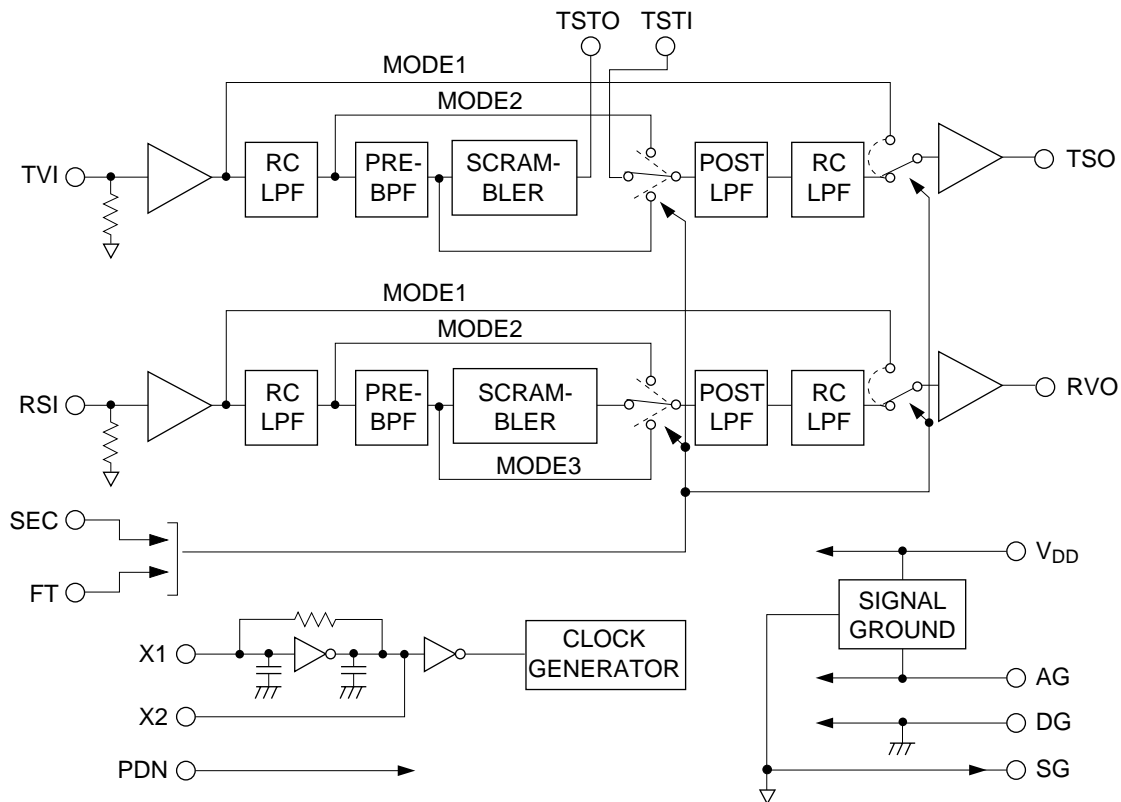 TSTO TSTI
MODE1
MODE2
TVI
RC
LPF
PRE-
BPF
SCRAM-
BLER
POST
LPF
RC
LPF
TSO
MODE1
MODE2
RSI
RC
LPF
PRE-
BPF
SCRAM-
BLER
POST
LPF
RC
LPF
RVO
MODE3
SEC
FT
VDD
SIGNAL
GROUND
X1
CLOCK
GENERATOR
AG
X2
DG
PDN
SG